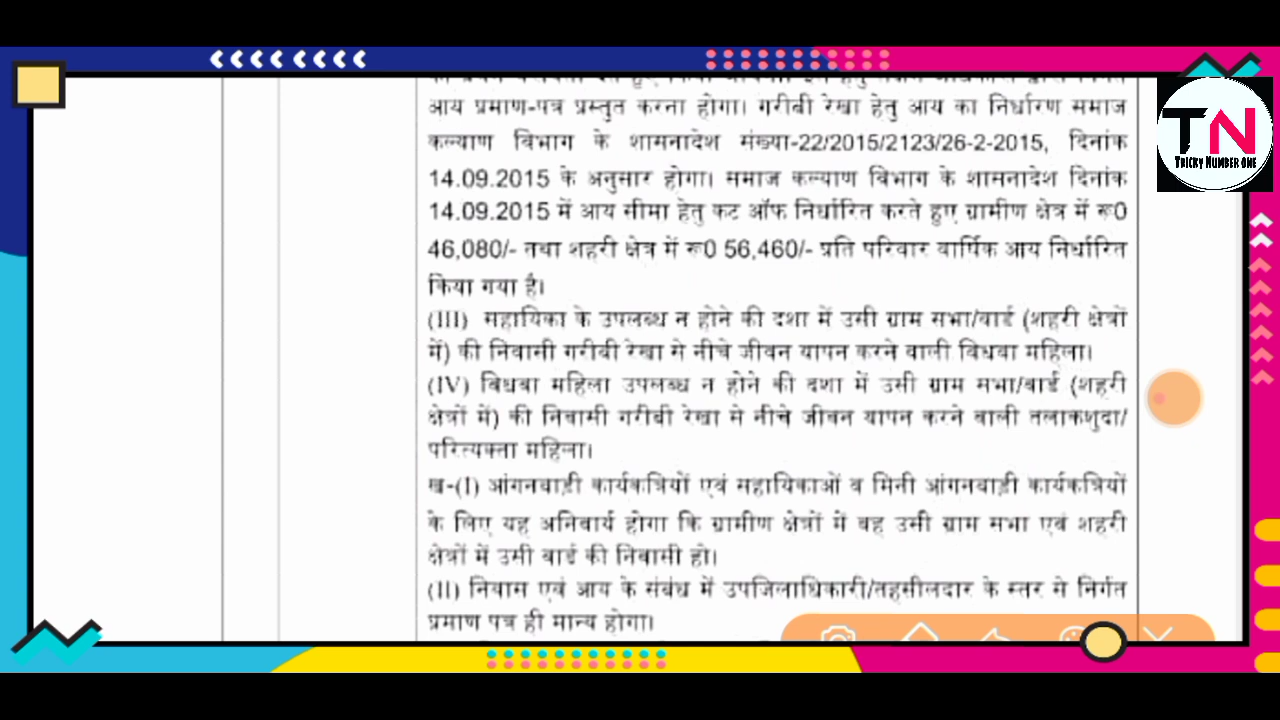 आय प्रमाण-पत्र प्रस्तुत करना होगा। गरीबी रेखा हेतु आय का निर्धारण समाज
कल्याण विभाग के शासनादेश संख्या-22/2015/2123/26-2-2015, दिनांक
14.09.2015 के अनुसार होगा। समाज कल्याण विभाग के शासनादेश दिनांक
14.09.2015 में आय सीमा हेतु कट ऑफ निर्धारित करते हुए ग्रामीण क्षेत्र में रू0
46,080/- तथा शहरी क्षेत्र में रू0 56,460/- प्रति परिवार वार्षिक आय निर्धारित
किया गया है।
(III) सहायिका के उपलब्ध न होने की दशा में उसी ग्राम सभा/वार्ड (शहरी क्षेत्रों
में) की निवासी गरीबी रेखा से नीचे जीवन यापन करने वाली विधवा महिला।
(IV) विधवा महिला उपलब्ध न होने की दशा में उसी ग्राम सभा/वार्ड (शहरी
क्षेत्रों में) की निवासी गरीबी रेखा से नीचे जीवन यापन करने वाली तलाकशुदा/
परित्यक्ता महिला।
ख-(I) आंगनवाड़ी कार्यकत्रियों एवं सहायिकाओं व मिनी आंगनवाड़ी कार्यकत्रियों
के लिए यह अनिवार्य होगा कि ग्रामीण क्षेत्रों में वह उसी ग्राम सभा एवं शहरी
क्षेत्रों में उसी वार्ड की निवासी हो।
(II) निवास एवं आय के संबंध में उपजिलाधिकारी/तहसीलदार के स्तर से निर्गत
प्रमाण पत्र ही मान्य होगा।
TN
TRICKY NUMBER ONE